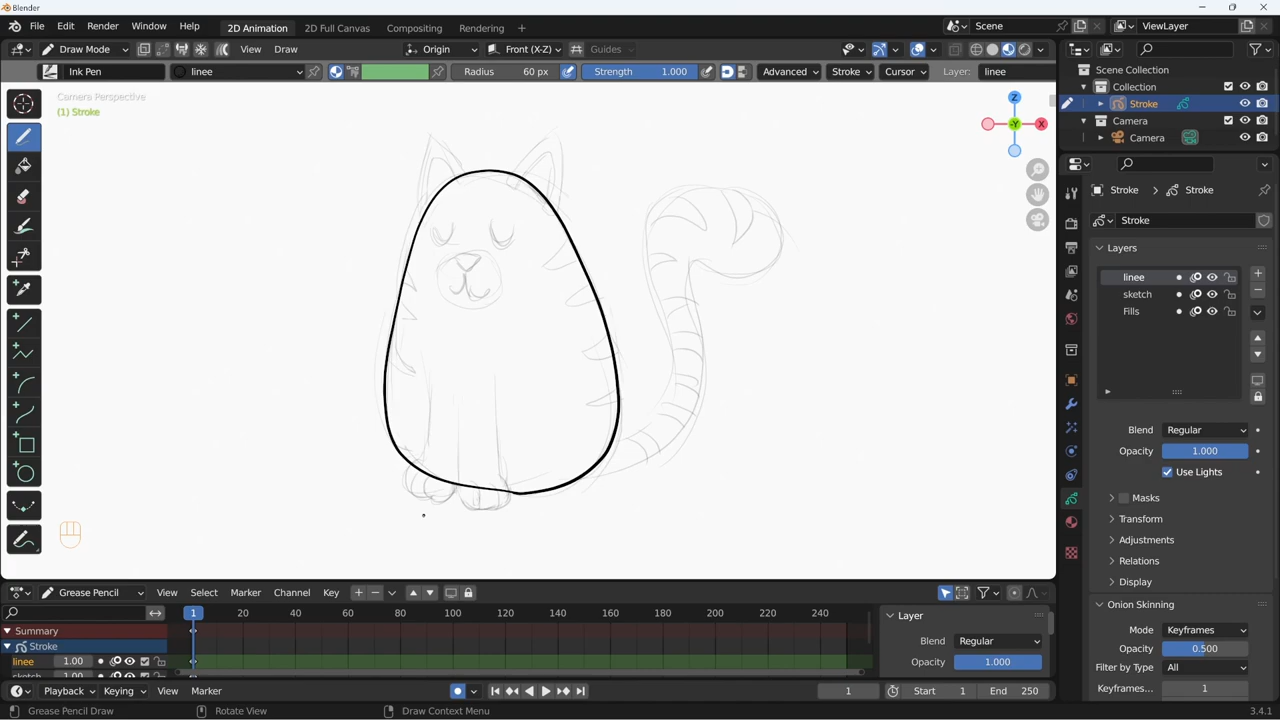 Blender
File Edit Render Window Help 2D Animation 2D Full Canvas Compositing Rendering + Scene ViewLayer
Draw Mode View Draw Origin Front (X-Z) Guides
Ink Pen linee Radius 60 px Strength 1.000 Advanced Stroke Cursor Layer: linee
Camera Perspective
(1) Stroke
Z
-Y
X
Scene Collection
Collection
Stroke
Camera
Camera
Stroke > Stroke
Stroke
Layers
linee
sketch
Fills
Blend Regular
Opacity 1.000
Use Lights
Masks
Transform
Adjustments
Relations
Display
Onion Skinning
Mode Keyframes
Opacity 0.500
Filter by Type All
Keyframes... 1
Grease Pencil View Select Marker Channel Key
1 20 40 60 80 100 120 140 160 180 200 220 240
Summary
Stroke
linee 1.00
sketch
Layer
Blend Regular
Opacity 1.000
Playback Keying View Marker 1 Start 1 End 250
Grease Pencil Draw Rotate View Draw Context Menu 3.4.1